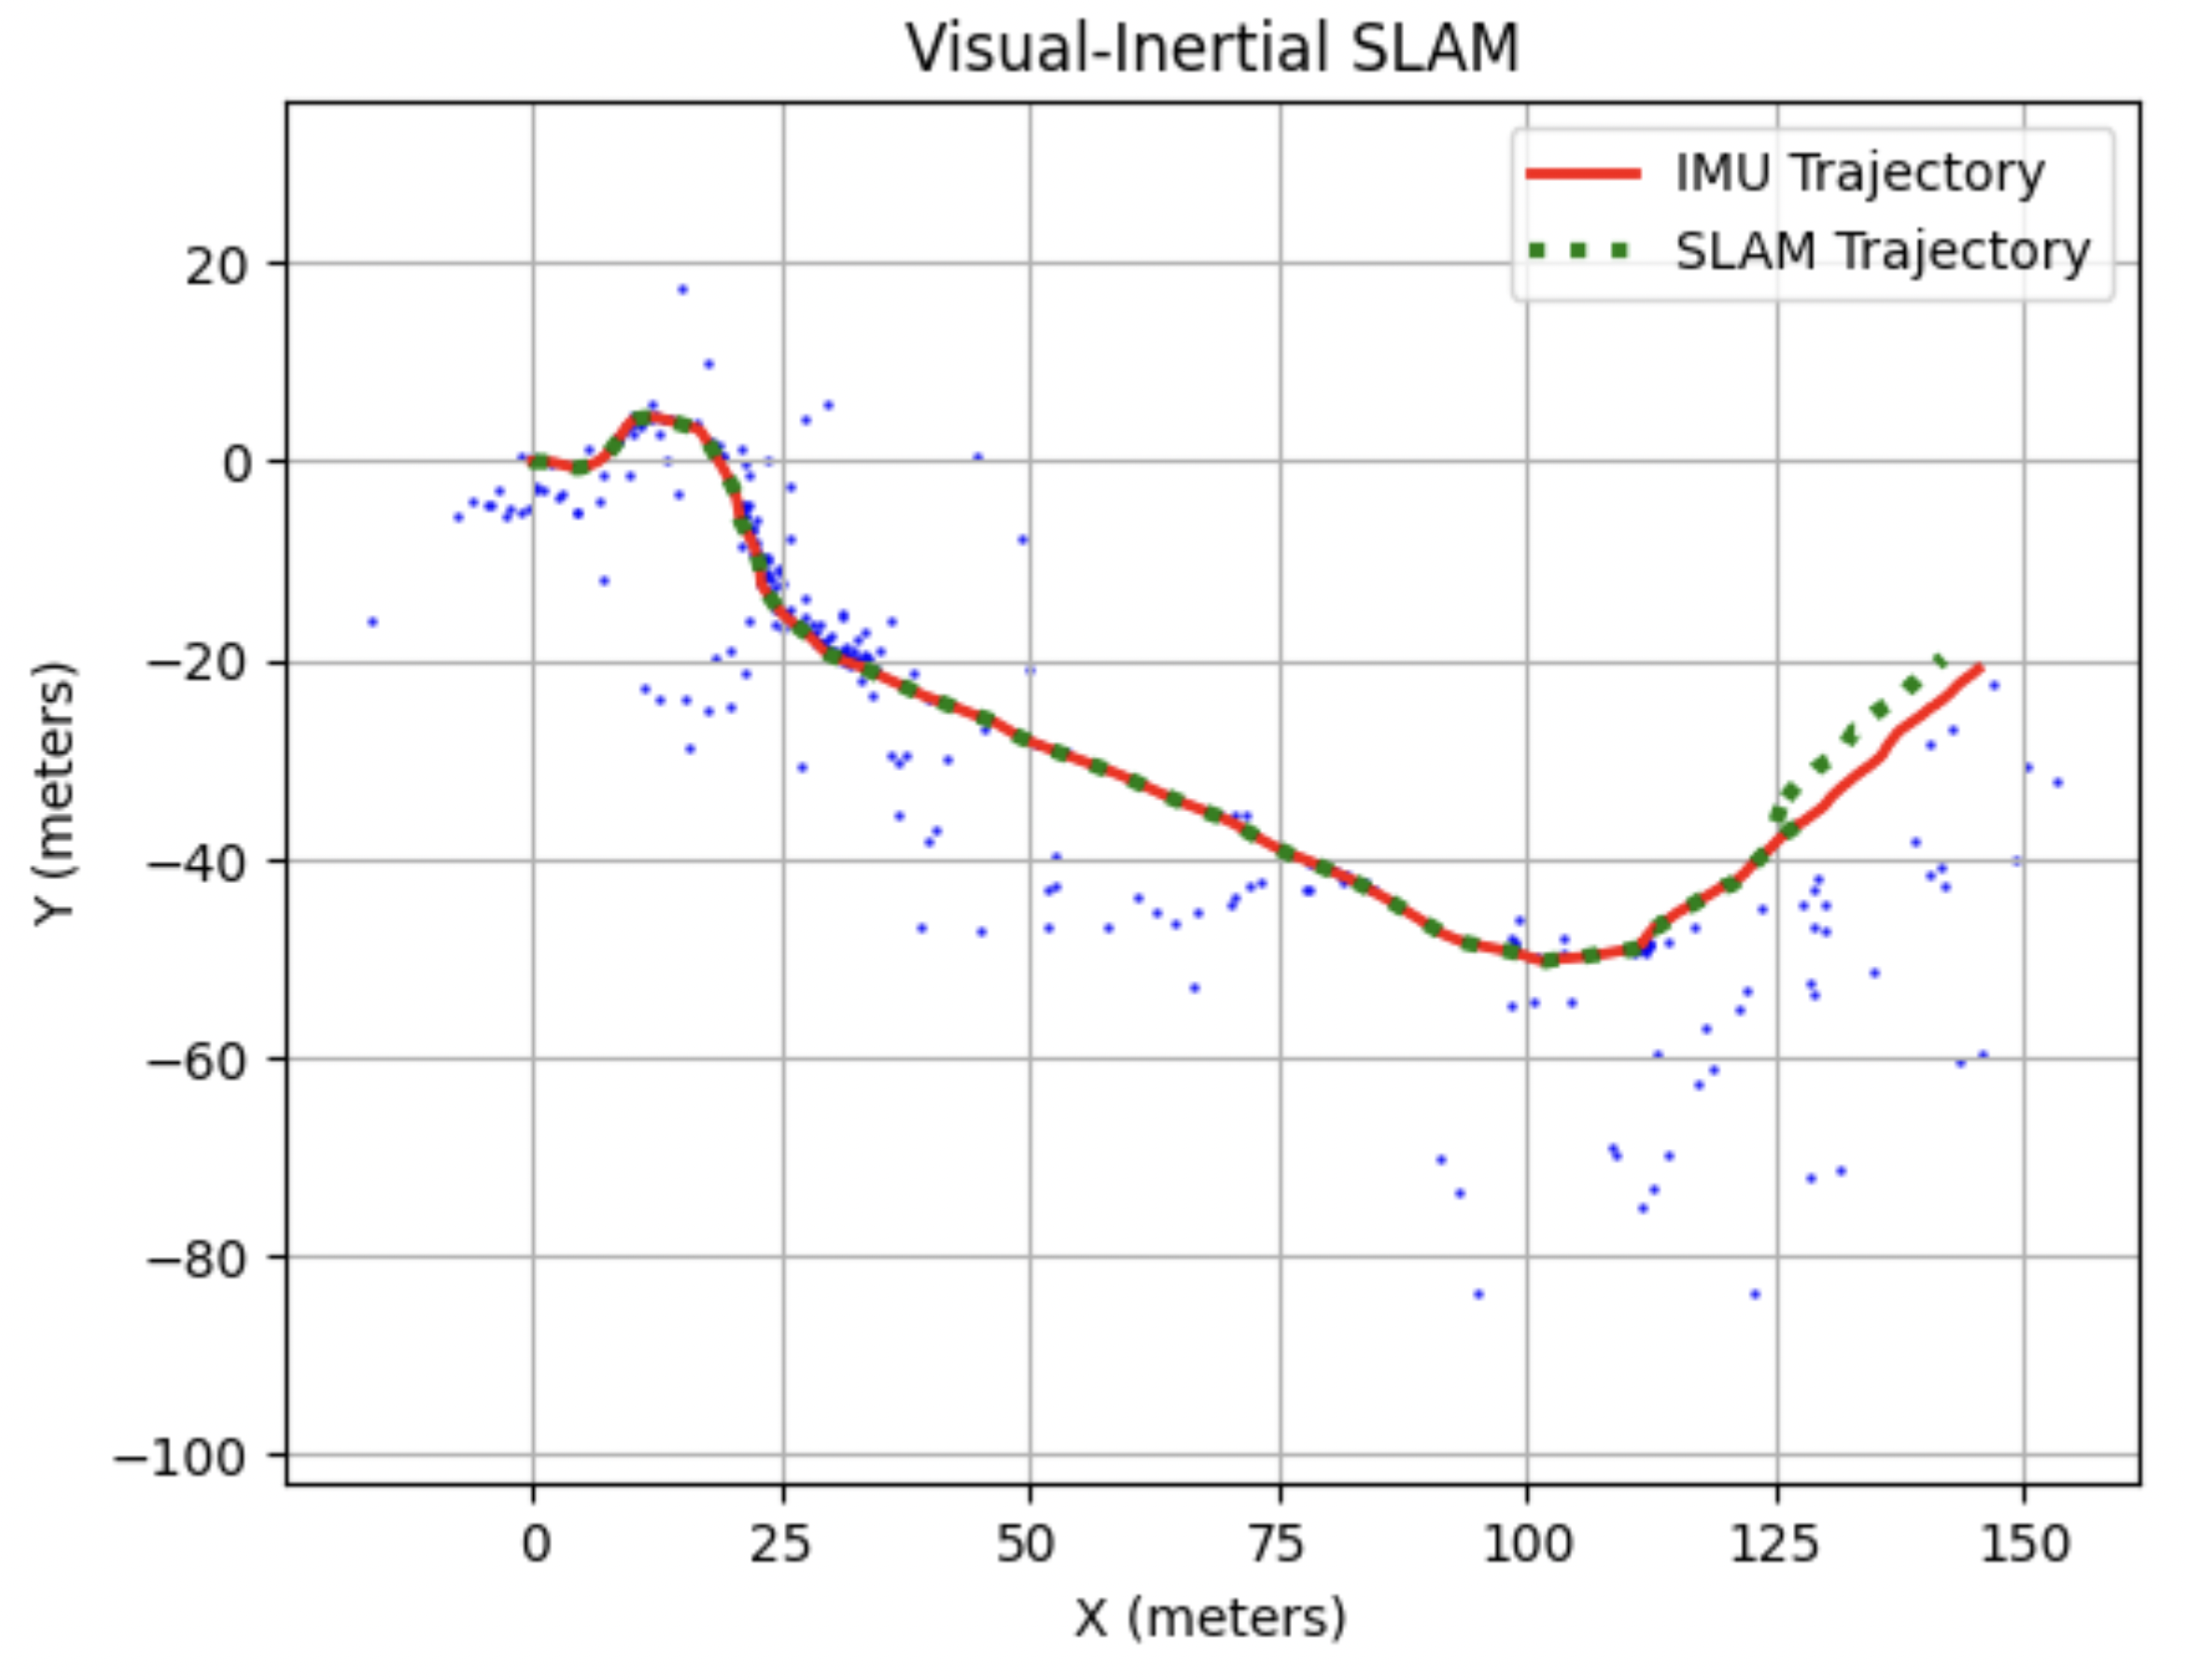 Visual-Inertial SLAM
IMU Trajectory
SLAM Trajectory
20
0
−20
−40
−60
−80
−100
Y (meters)
0 25 50 75 100 125 150
X (meters)